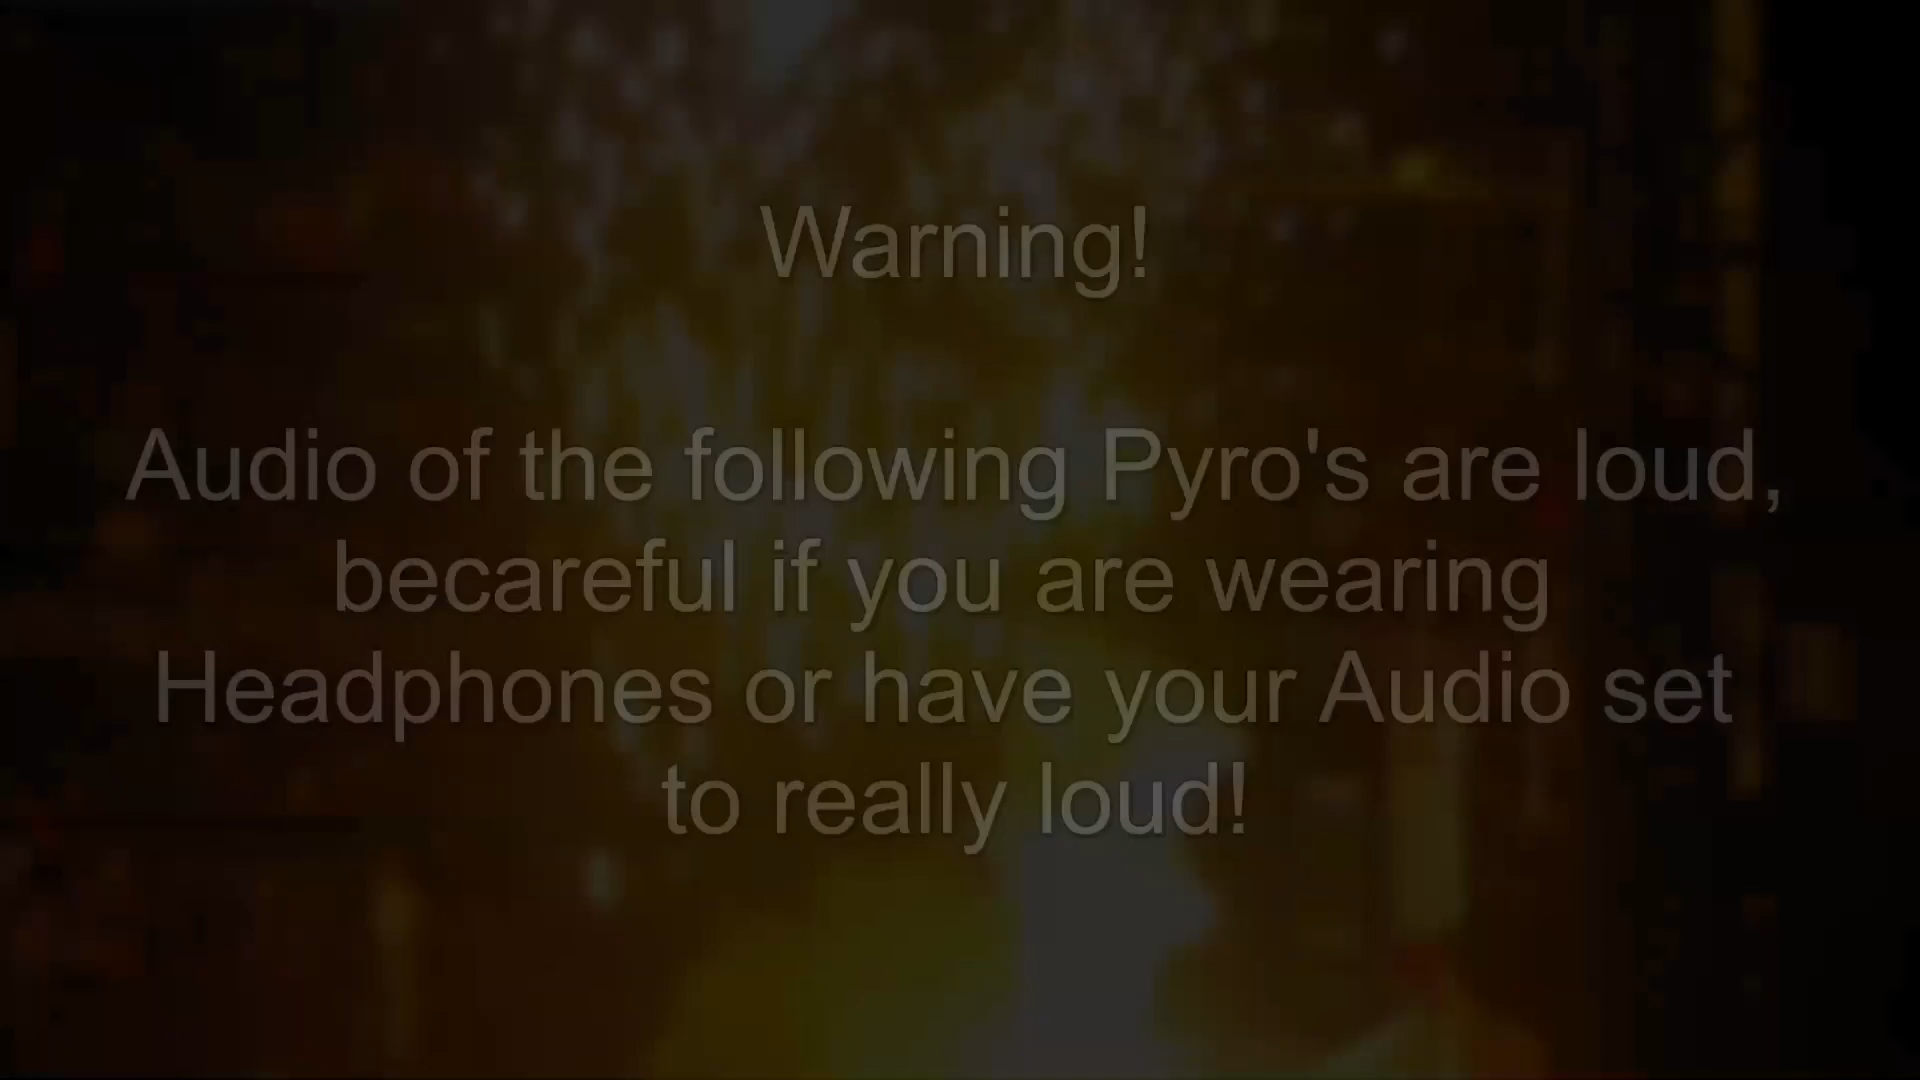 Warning!
Audio of the following Pyro's are loud,
becareful if you are wearing
Headphones or have your Audio set
to really loud!